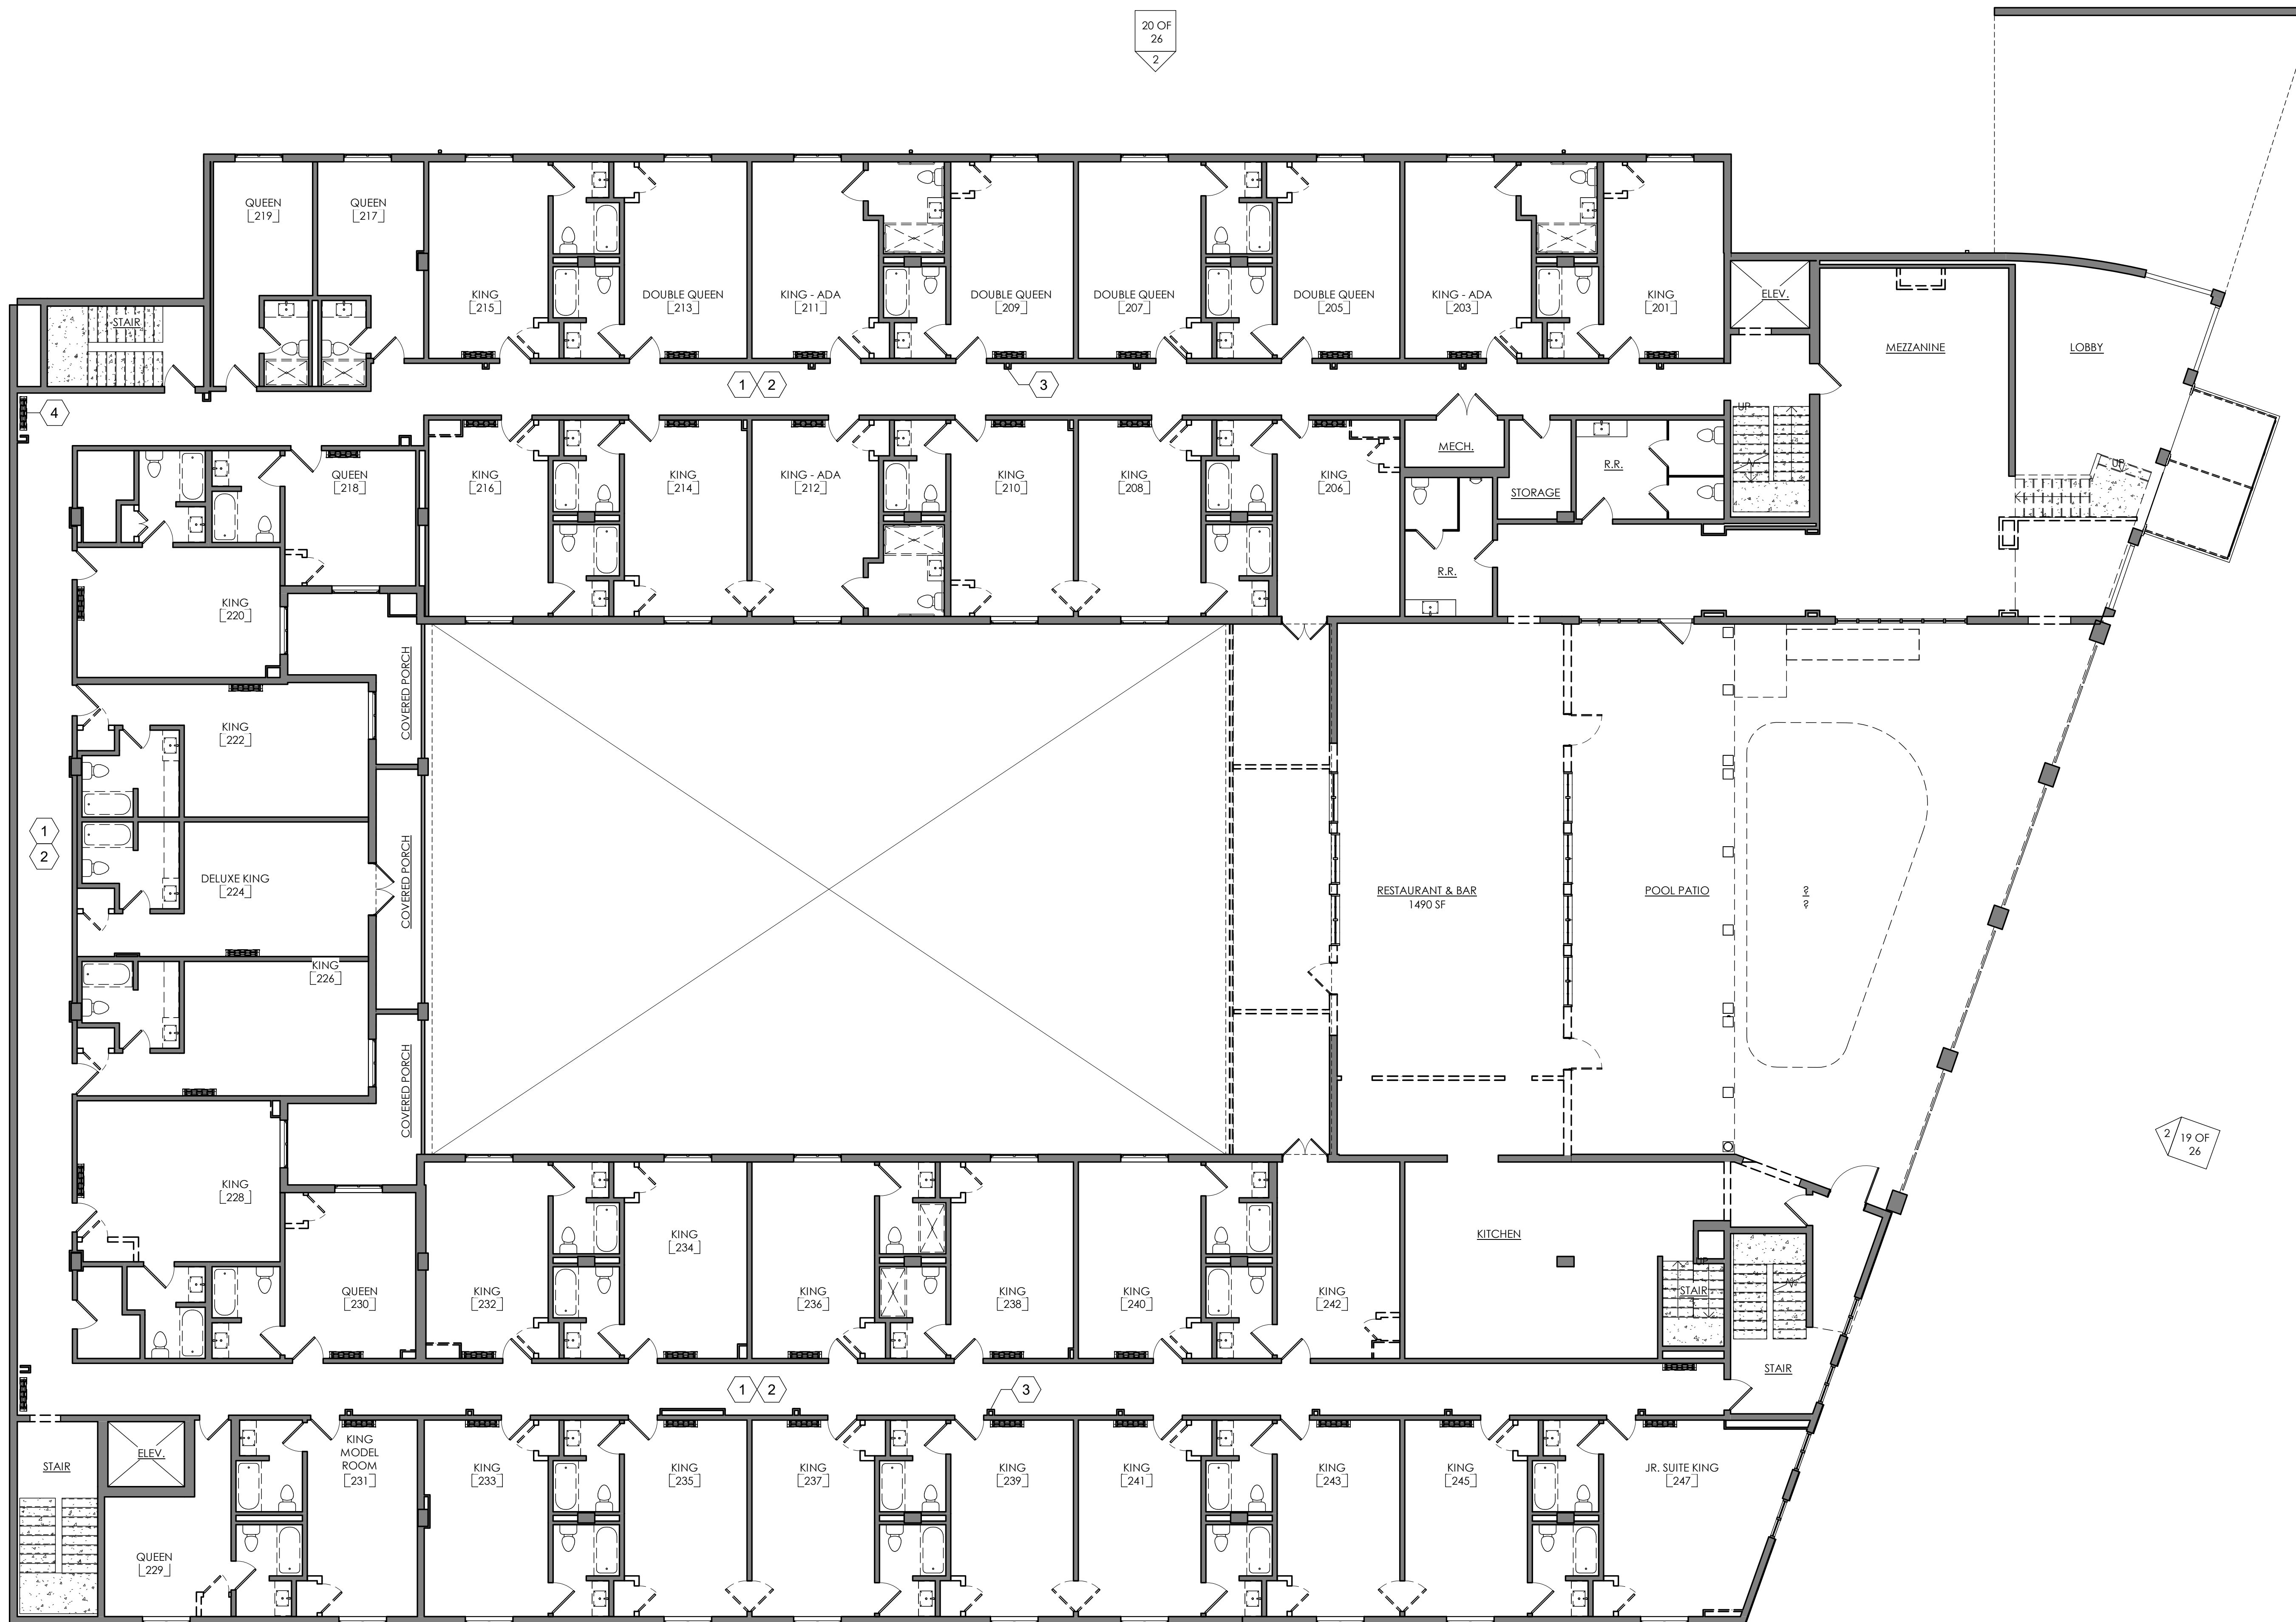 20 OF
26
2
QUEEN
[219]
QUEEN
[217]
KING
[215]
DOUBLE QUEEN
[213]
KING - ADA
[211]
DOUBLE QUEEN
[209]
DOUBLE QUEEN
[207]
DOUBLE QUEEN
[205]
KING - ADA
[203]
KING
[201]
ELEV.
STAIR
MEZZANINE
LOBBY
1 2
3
4
UP
MECH.
R.R.
STORAGE
UP
QUEEN
[218]
KING
[216]
KING
[214]
KING - ADA
[212]
KING
[210]
KING
[208]
KING
[206]
R.R.
KING
[220]
COVERED PORCH
KING
[222]
1
2
DELUXE KING
[224]
COVERED PORCH
RESTAURANT & BAR
1490 SF
POOL PATIO
?
?
KING
[226]
COVERED PORCH
2
19 OF
26
KING
[228]
QUEEN
[230]
KING
[232]
KING
[234]
KING
[236]
KING
[238]
KING
[240]
KING
[242]
KITCHEN
UP
STAIR
STAIR
1 2
3
STAIR
ELEV.
KING
MODEL
ROOM
[231]
KING
[233]
KING
[235]
KING
[237]
KING
[239]
KING
[241]
KING
[243]
KING
[245]
JR. SUITE KING
[247]
QUEEN
[229]